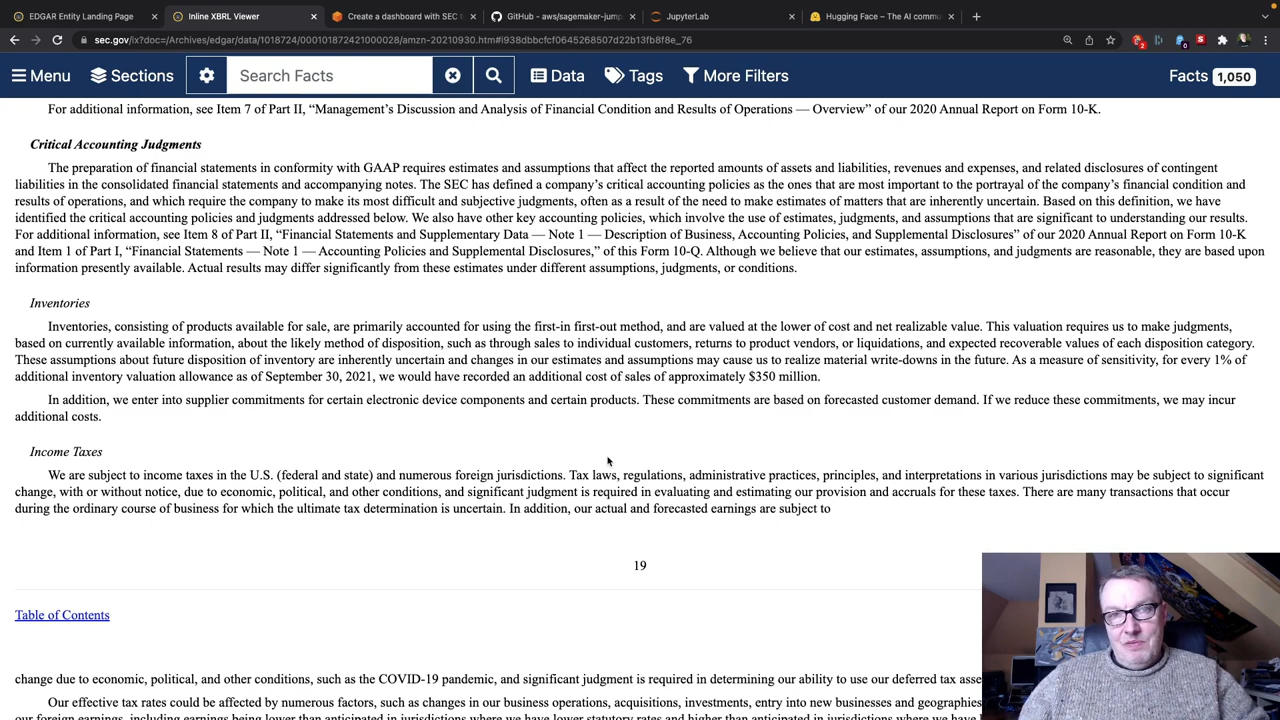 EDGAR Entity Landing Page
Inline XBRL Viewer
Create a dashboard with SEC
GitHub - aws/sagemaker-jump
JupyterLab
Hugging Face – The AI commu
sec.gov/ix?doc=/Archives/edgar/data/1018724/000101872421000028/amzn-20210930.htm#i938dbbcfcf0645268507d22b13fb8f8e_76
Menu Sections Search Facts Data Tags More Filters Facts 1,050
For additional information, see Item 7 of Part II, “Management’s Discussion and Analysis of Financial Condition and Results of Operations — Overview” of our 2020 Annual Report on Form 10-K.
Critical Accounting Judgments
The preparation of financial statements in conformity with GAAP requires estimates and assumptions that affect the reported amounts of assets and liabilities, revenues and expenses, and related disclosures of contingent
liabilities in the consolidated financial statements and accompanying notes. The SEC has defined a company’s critical accounting policies as the ones that are most important to the portrayal of the company’s financial condition and
results of operations, and which require the company to make its most difficult and subjective judgments, often as a result of the need to make estimates of matters that are inherently uncertain. Based on this definition, we have
identified the critical accounting policies and judgments addressed below. We also have other key accounting policies, which involve the use of estimates, judgments, and assumptions that are significant to understanding our results.
For additional information, see Item 8 of Part II, “Financial Statements and Supplementary Data — Note 1 — Description of Business, Accounting Policies, and Supplemental Disclosures” of our 2020 Annual Report on Form 10-K
and Item 1 of Part I, “Financial Statements — Note 1 — Accounting Policies and Supplemental Disclosures,” of this Form 10-Q. Although we believe that our estimates, assumptions, and judgments are reasonable, they are based upon
information presently available. Actual results may differ significantly from these estimates under different assumptions, judgments, or conditions.
Inventories
Inventories, consisting of products available for sale, are primarily accounted for using the first-in first-out method, and are valued at the lower of cost and net realizable value. This valuation requires us to make judgments,
based on currently available information, about the likely method of disposition, such as through sales to individual customers, returns to product vendors, or liquidations, and expected recoverable values of each disposition category.
These assumptions about future disposition of inventory are inherently uncertain and changes in our estimates and assumptions may cause us to realize material write-downs in the future. As a measure of sensitivity, for every 1% of
additional inventory valuation allowance as of September 30, 2021, we would have recorded an additional cost of sales of approximately $350 million.
In addition, we enter into supplier commitments for certain electronic device components and certain products. These commitments are based on forecasted customer demand. If we reduce these commitments, we may incur
additional costs.
Income Taxes
We are subject to income taxes in the U.S. (federal and state) and numerous foreign jurisdictions. Tax laws, regulations, administrative practices, principles, and interpretations in various jurisdictions may be subject to significant
change, with or without notice, due to economic, political, and other conditions, and significant judgment is required in evaluating and estimating our provision and accruals for these taxes. There are many transactions that occur
during the ordinary course of business for which the ultimate tax determination is uncertain. In addition, our actual and forecasted earnings are subject to
19
Table of Contents
change due to economic, political, and other conditions, such as the COVID-19 pandemic, and significant judgment is required in determining our ability to use our deferred tax asse
Our effective tax rates could be affected by numerous factors, such as changes in our business operations, acquisitions, investments, entry into new businesses and geographies
our foreign earnings, including earnings being lower than anticipated in jurisdictions where we have lower statutory rates and higher than anticipated in jurisdictions where we have